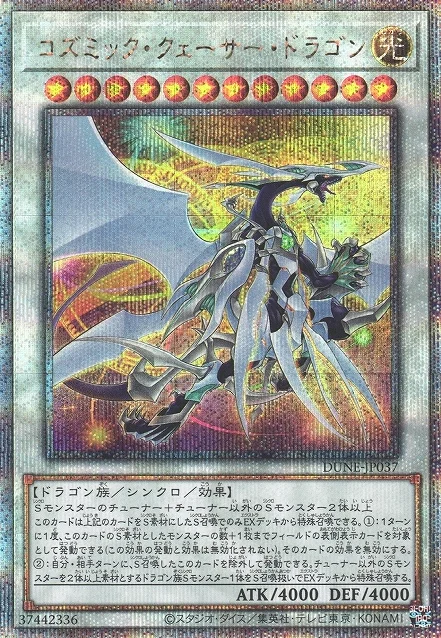 コズミック・クェーサー・ドラゴン 光
DUNE-JP037
【ドラゴン族/シンクロ/効果】
Sモンスターのチューナー+チューナー以外のSモンスター2体以上
このカードは上記のカードをS素材にしたS召喚でのみEXデッキから特殊召喚できる。①:1ターン
に1度、このカードのS素材としたモンスターの数+1枚までフィールドの表側表示カードを対象
として発動できる(この効果の発動と効果は無効化されない)。そのカードの効果を無効にする。
②:自分・相手ターンに、S召喚したこのカードを除外して発動できる。チューナー以外のSモン
スターを2体以上素材とするドラゴン族Sモンスター1体をS召喚扱いでEXデッキから特殊召喚する。
ATK/4000 DEF/4000
37442336
©スタジオ・ダイス/集英社・テレビ東京・KONAMI